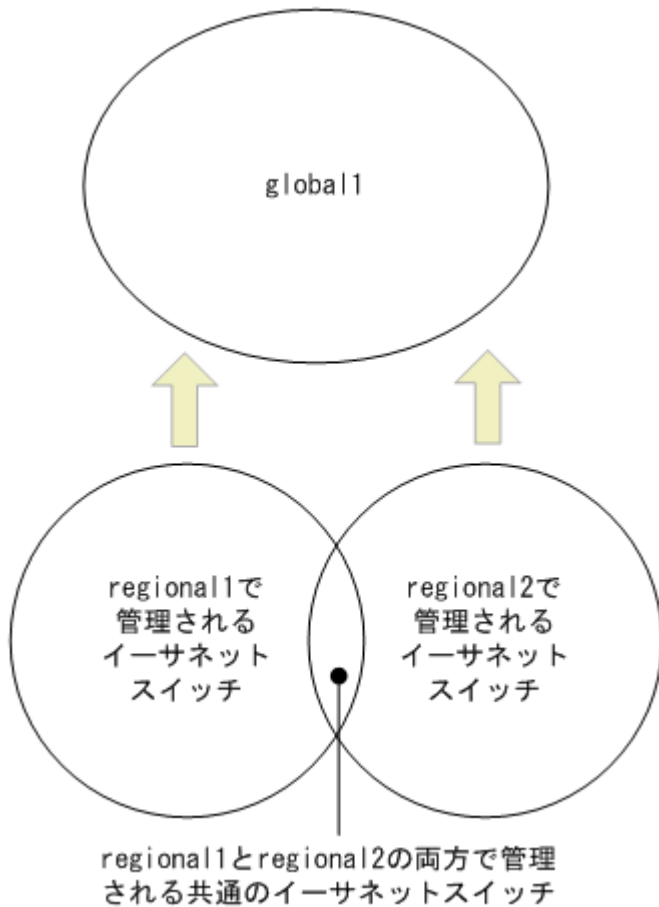 global1
regional1で
管理される
イーサネット
スイッチ
regional2で
管理される
イーサネット
スイッチ
regional1とregional2の両方で管理
される共通のイーサネットスイッチ